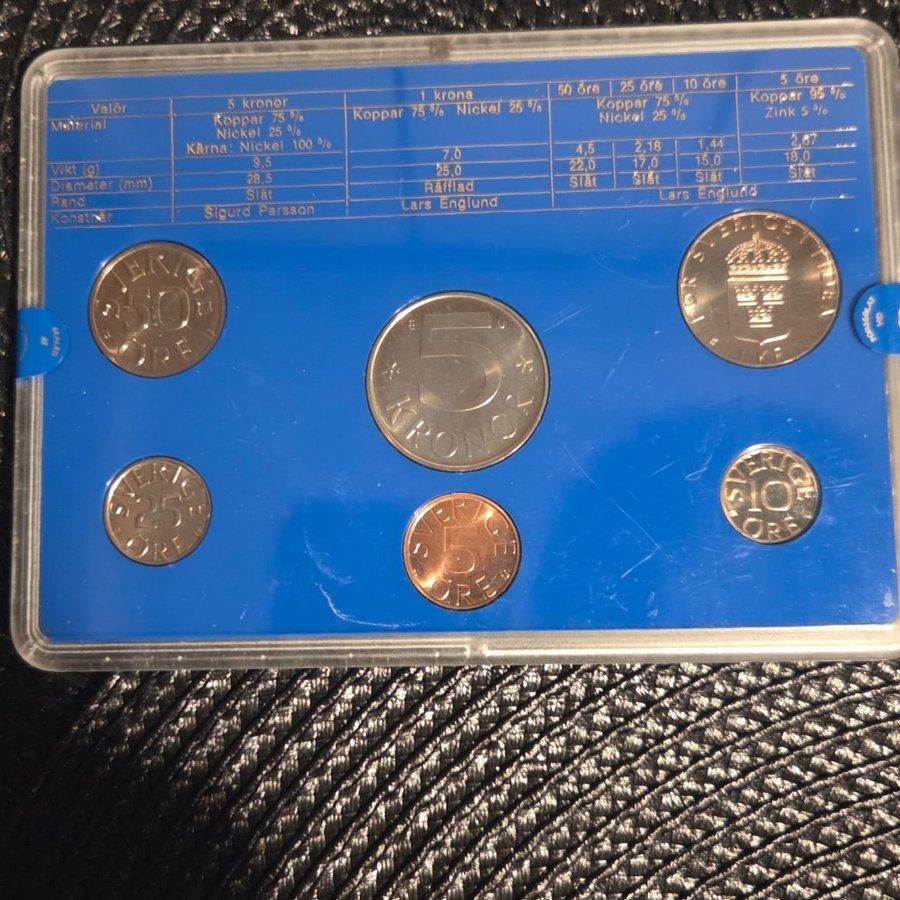 Valör 5 kronor 1 krona 50 öre 25 öre 10 öre 5 öre
Material Koppar 75 % Koppar 75 % Nickel 25 % Koppar 75 % Koppar 95 %
Nickel 25 % Nickel 25 % Zink 5 %
Kärna: Nickel 100 %
Vikt (g) 9,5 7,0 4,5 2,18 1,44 2,67
Diameter (mm) 28,5 25,0 22,0 17,0 15,0 18,0
Rand Slät Räfflad Slät Slät Slät Slät
Konstnär Sigurd Persson Lars Englund Lars Englund
SVERIGE
50
ÖRE
5
KRONOR
FÖR SVERIGE I TIDEN
1 KR
SVERIGE
25
ÖRE
SVERIGE
5
ÖRE
SVERIGE
10
ÖRE
SEALED
AT